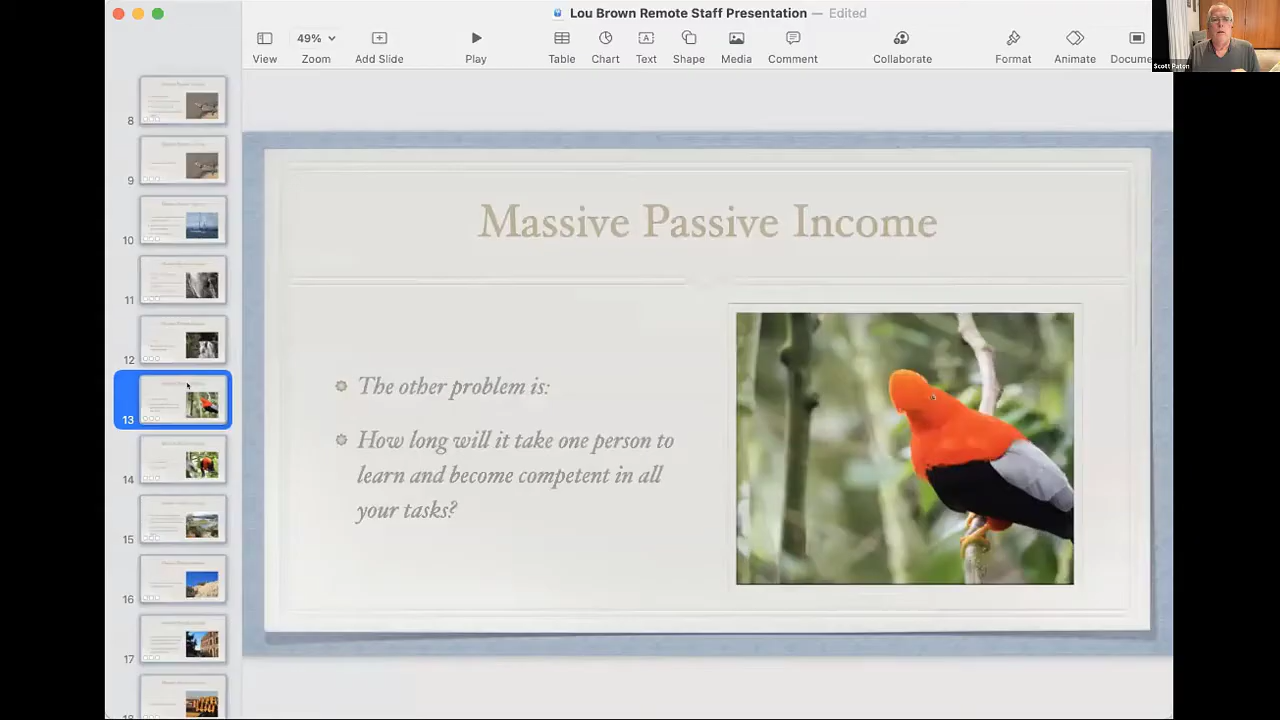 Lou Brown Remote Staff Presentation — Edited
View
49%
Zoom
Add Slide
Play
Table
Chart
Text
Shape
Media
Comment
Collaborate
Format
Animate
Docume
Scott Paton
8
9
10
11
12
13
14
15
16
17
18
Massive Passive Income
The other problem is:
How long will it take one person to
learn and become competent in all
your tasks?